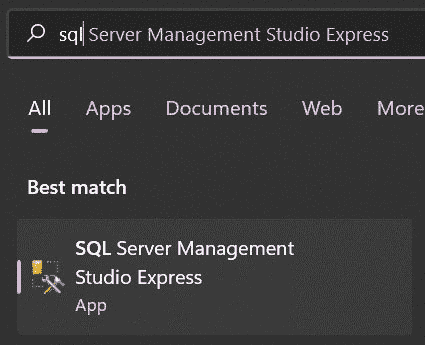 sql Server Management Studio Express
All Apps Documents Web More
Best match
SQL Server Management
Studio Express
App